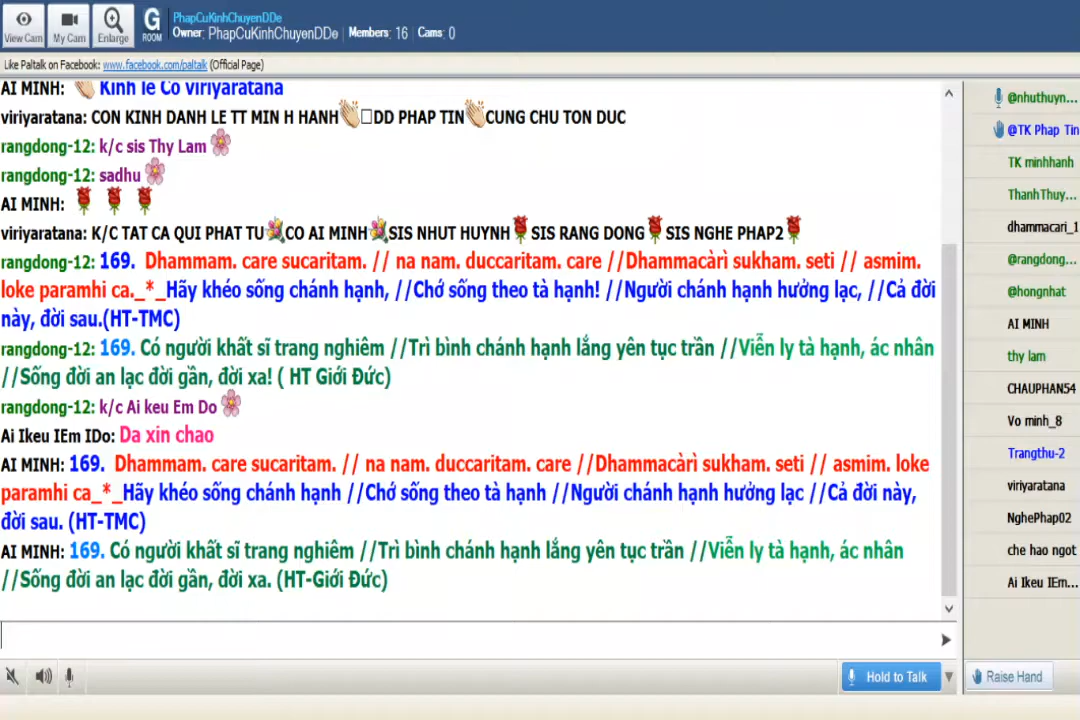 PhapCuKinhChuyenDDe
View Cam My Cam Enlarge G ROOM Owner: PhapCuKinhChuyenDDe Members: 16 Cams: 0
Like Paltalk on Facebook: www.facebook.com/paltalk (Official Page)
AI MINH: Kinh le Co viriyaratana
viriyaratana: CON KINH DANH LE TT MIN H HANH DD PHAP TIN CUNG CHU TON DUC
rangdong-12: k/c sis Thy Lam
rangdong-12: sadhu
AI MINH:
viriyaratana: K/C TAT CA QUI PHAT TU CO AI MINH SIS NHUT HUYNH SIS RANG DONG SIS NGHE PHAP2
rangdong-12: 169. Dhammam. care sucaritam. // na nam. duccaritam. care //Dhammacàrì sukham. seti // asmim.
loke paramhi ca._*_Hãy khéo sống chánh hạnh, //Chớ sống theo tà hạnh! //Người chánh hạnh hưởng lạc, //Cả đời
này, đời sau.(HT-TMC)
rangdong-12: 169. Có người khất sĩ trang nghiêm //Trì bình chánh hạnh lắng yên tục trần //Viễn ly tà hạnh, ác nhân
//Sống đời an lạc đời gần, đời xa! ( HT Giới Đức)
rangdong-12: k/c Ai keu Em Do
Ai Ikeu IEm IDo: Da xin chao
AI MINH: 169. Dhammam. care sucaritam. // na nam. duccaritam. care //Dhammacàrì sukham. seti // asmim. loke
paramhi ca_*_Hãy khéo sống chánh hạnh //Chớ sống theo tà hạnh //Người chánh hạnh hưởng lạc //Cả đời này,
đời sau. (HT-TMC)
AI MINH: 169. Có người khất sĩ trang nghiêm //Trì bình chánh hạnh lắng yên tục trần //Viễn ly tà hạnh, ác nhân
//Sống đời an lạc đời gần, đời xa. (HT-Giới Đức)
@nhuthuyn...
@TK Phap Tin
TK minhhanh
ThanhThuy...
dhammacari_1
@rangdong...
@hongnhat
AI MINH
thy lam
CHAUPHAN54
Vo minh_8
Trangthu-2
viriyaratana
NghePhap02
che hao ngot
Ai Ikeu IEm...
Hold to Talk
Raise Hand